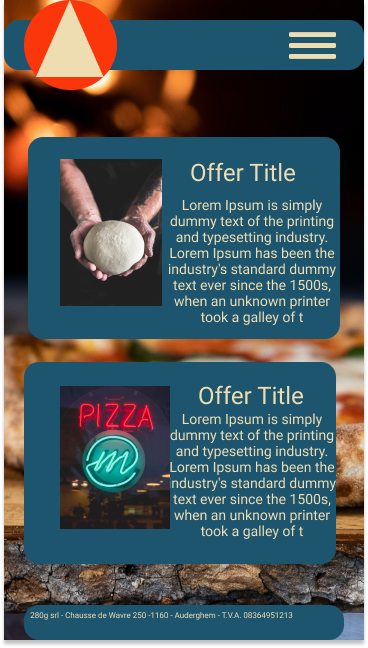 Offer Title
Lorem Ipsum is simply
dummy text of the printing
and typesetting industry.
Lorem Ipsum has been the
industry's standard dummy
text ever since the 1500s,
when an unknown printer
took a galley of t
PIZZA
m
Offer Title
Lorem Ipsum is simply
dummy text of the printing
and typesetting industry.
Lorem Ipsum has been the
industry's standard dummy
text ever since the 1500s,
when an unknown printer
took a galley of t
280g srl - Chausse de Wavre 250 -1160 - Auderghem - T.V.A. 08364951213